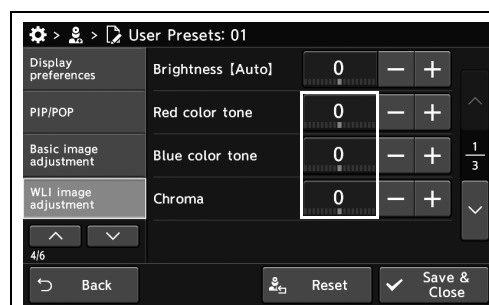 > > User Presets: 01
Display
preferences
Brightness [Auto] 0 − +
PIP/POP
Red color tone 0 − +
Basic image
adjustment
Blue color tone 0 − +
1
3
WLI image
adjustment
Chroma 0 − +
4/6
Back
Reset
Save &
Close